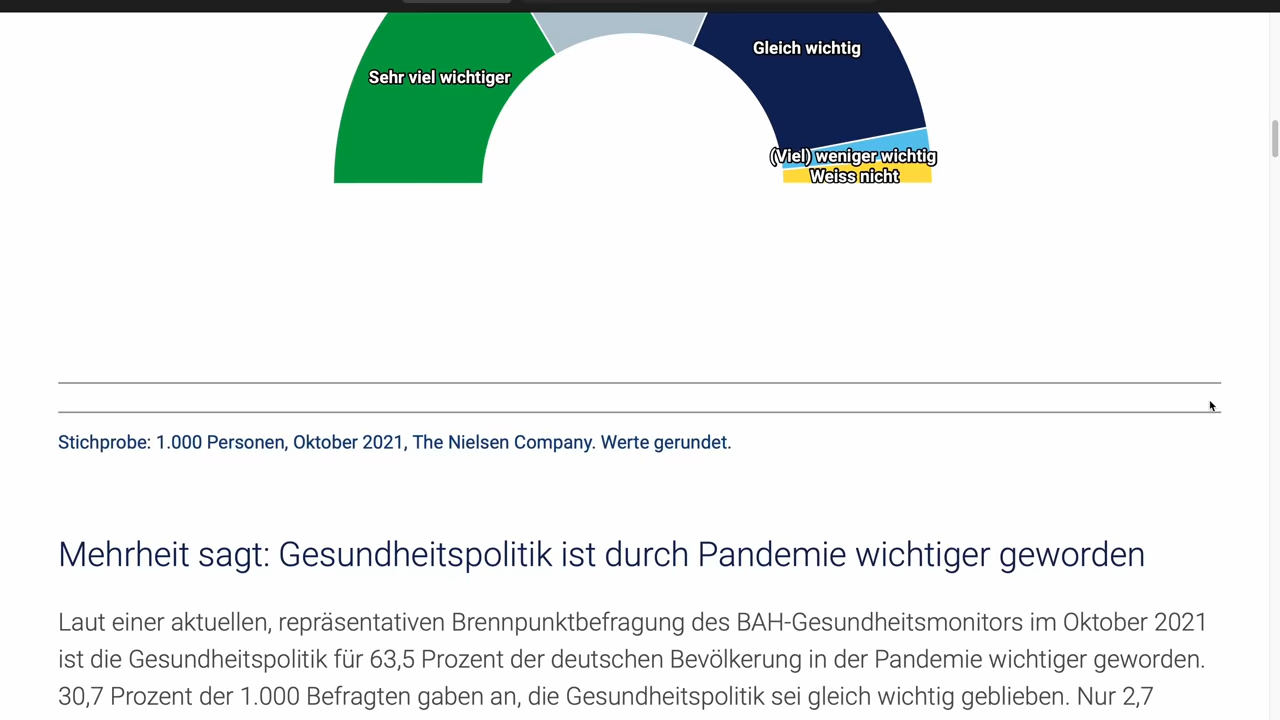 Gleich wichtig
Sehr viel wichtiger
(Viel) weniger wichtig
Weiss nicht
Stichprobe: 1.000 Personen, Oktober 2021, The Nielsen Company. Werte gerundet.
Mehrheit sagt: Gesundheitspolitik ist durch Pandemie wichtiger geworden
Laut einer aktuellen, repräsentativen Brennpunktbefragung des BAH-Gesundheitsmonitors im Oktober 2021
ist die Gesundheitspolitik für 63,5 Prozent der deutschen Bevölkerung in der Pandemie wichtiger geworden.
30,7 Prozent der 1.000 Befragten gaben an, die Gesundheitspolitik sei gleich wichtig geblieben. Nur 2,7